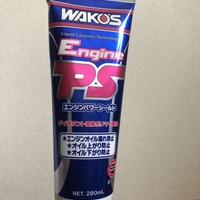 WAKO'S
Liquid Ceramics Technology
Engine
PS
エンジンパワーシールド
★エンジンオイル漏れ防止
★オイル上がり防止
★オイル下がり防止
NET. 280mL